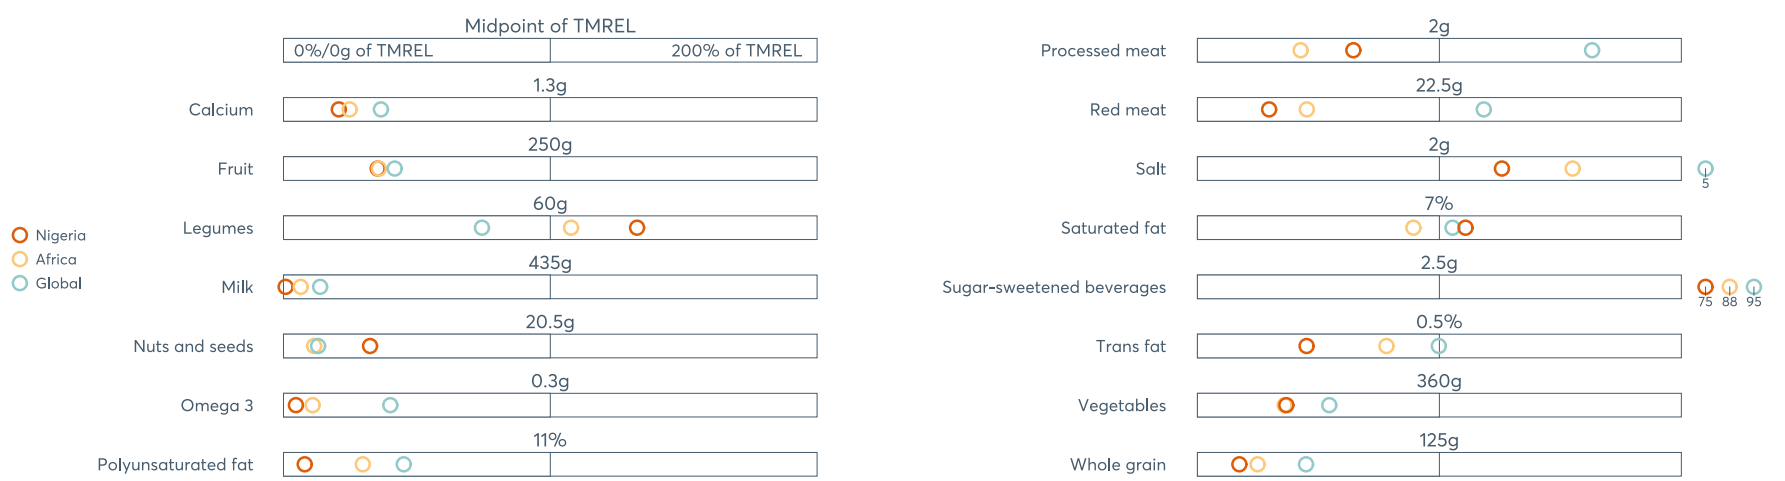 Midpoint of TMREL
0%/0g of TMREL 200% of TMREL
1.3g
Calcium
250g
Fruit
60g
Legumes
435g
Milk
20.5g
Nuts and seeds
0.3g
Omega 3
11%
Polyunsaturated fat
Nigeria
Africa
Global
2g
Processed meat
22.5g
Red meat
2g
Salt
5
7%
Saturated fat
2.5g
Sugar-sweetened beverages
75 88 95
0.5%
Trans fat
360g
Vegetables
125g
Whole grain